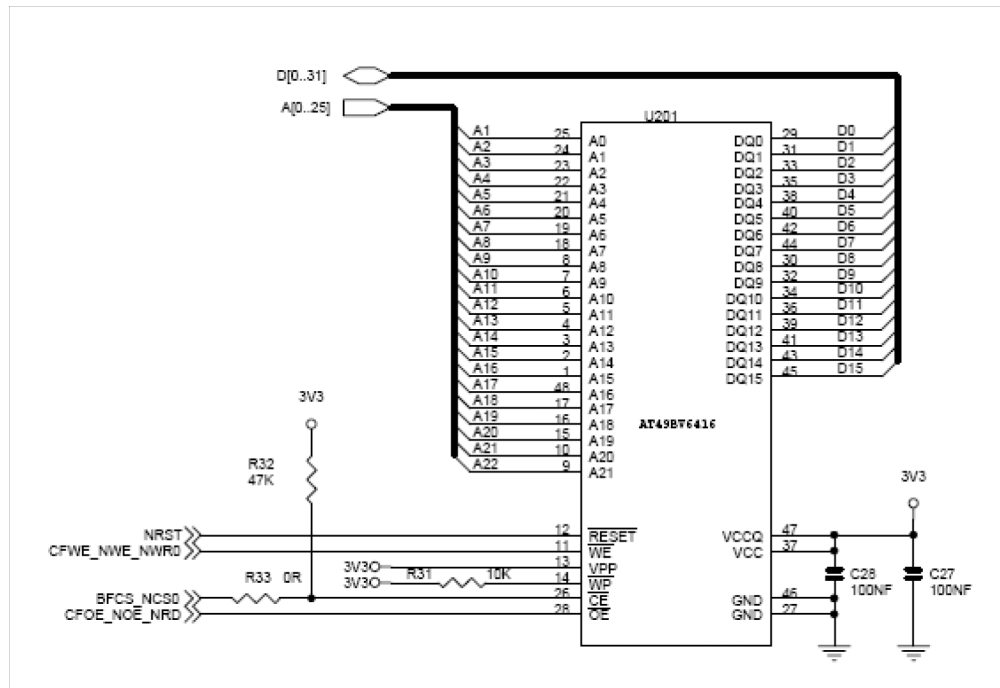 D[0..31]
A[0..25]
U201
A1 25 A0 DQ0 29 D0
A2 24 A1 DQ1 31 D1
A3 23 A2 DQ2 33 D2
A4 22 A3 DQ3 35 D3
A5 21 A4 DQ4 38 D4
A6 20 A5 DQ5 40 D5
A7 19 A6 DQ6 42 D6
A8 18 A7 DQ7 44 D7
A9 8 A8 DQ8 30 D8
A10 7 A9 DQ9 32 D9
A11 6 A10 DQ10 34 D10
A12 5 A11 DQ11 36 D11
A13 4 A12 DQ12 39 D12
A14 3 A13 DQ13 41 D13
A15 2 A14 DQ14 43 D14
A16 1 A15 DQ15 45 D15
A17 48 A16
A18 17 A17
A19 16 A18
A20 15 A19
A21 10 A20
A22 9 A21
AT49BV6416
3V3
R32
47K
3V3
NRST 12 RESET VCCQ 47
CFWE_NWE_NWR0 11 WE VCC 37
3V3 13 VPP
3V3 R31 10K 14 WP
C28
100NF
C27
100NF
R33 0R
BFCS_NCS0 26 CE GND 46
CFOE_NOE_NRD 28 OE GND 27